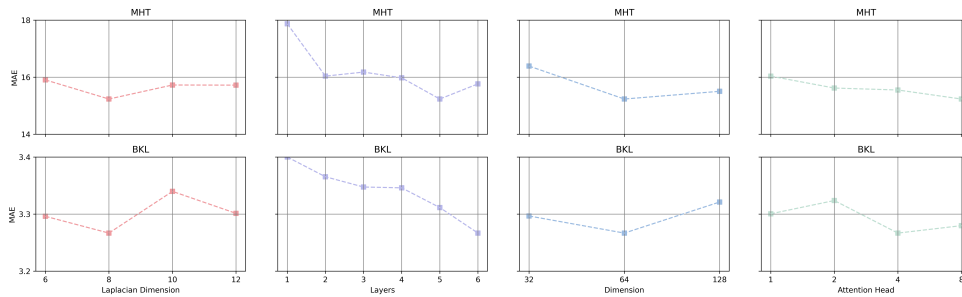 MHT MHT MHT MHT
18
16
14
MAE
BKL BKL BKL BKL
3.4
3.3
3.2
MAE
6 8 10 12 1 2 3 4 5 6 32 64 128 1 2 4 8
Laplacian Dimension Layers Dimension Attention Head